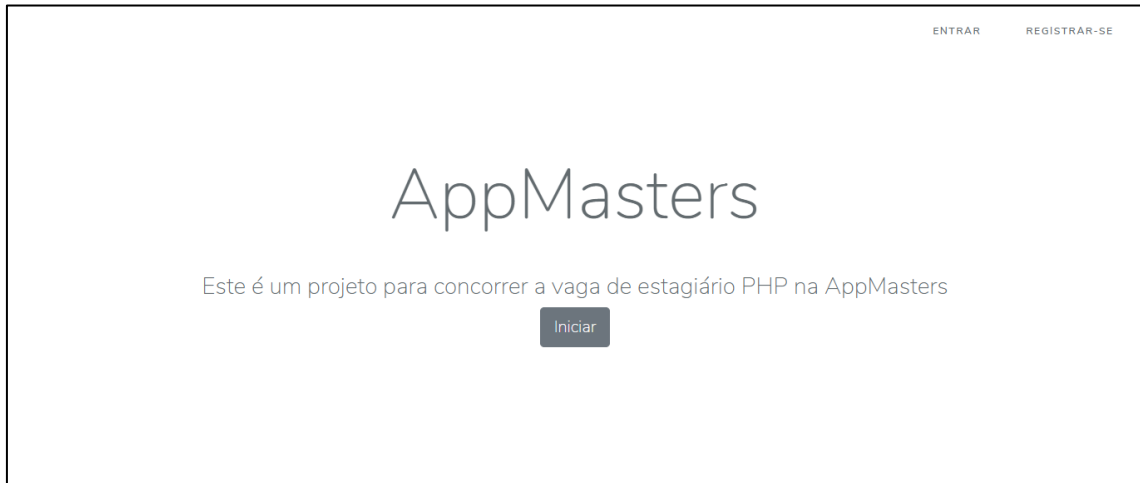 ENTRAR REGISTRAR-SE
AppMasters
Este é um projeto para concorrer a vaga de estagiário PHP na AppMasters
Iniciar